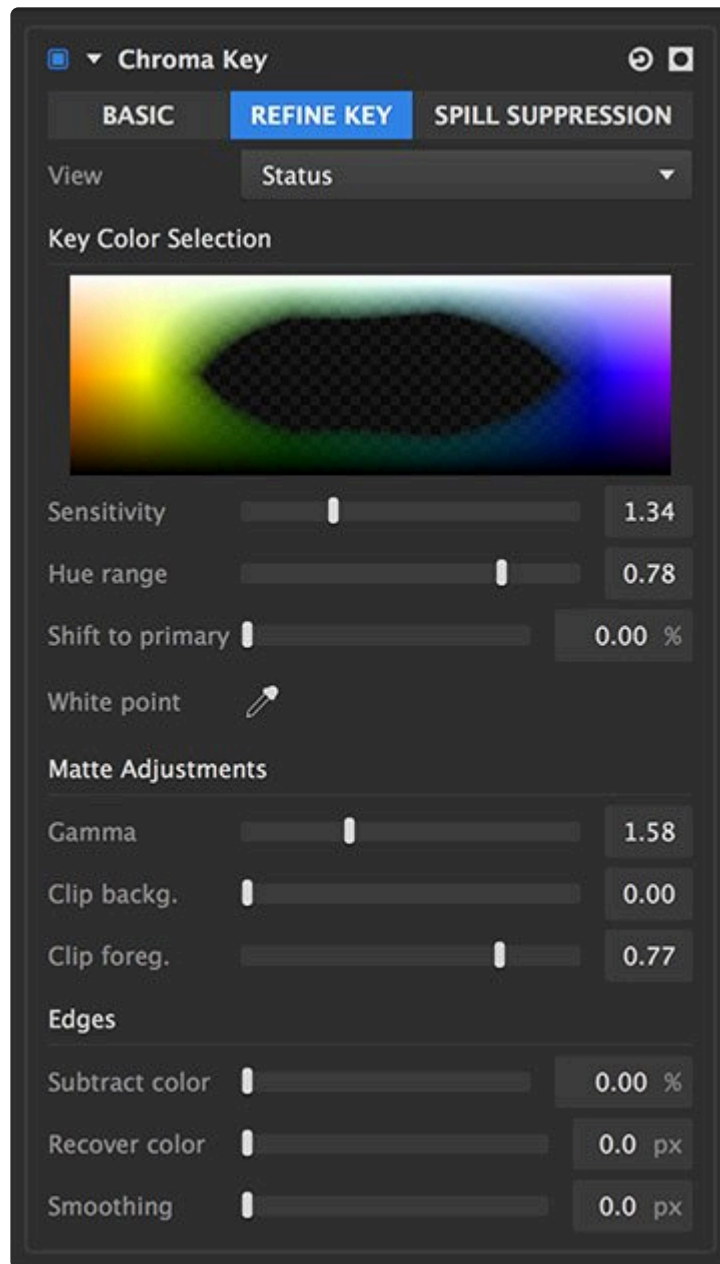 Chroma Key
BASIC REFINE KEY SPILL SUPPRESSION
View Status
Key Color Selection
Sensitivity 1.34
Hue range 0.78
Shift to primary 0.00 %
White point
Matte Adjustments
Gamma 1.58
Clip backg. 0.00
Clip foreg. 0.77
Edges
Subtract color 0.00 %
Recover color 0.0 px
Smoothing 0.0 px